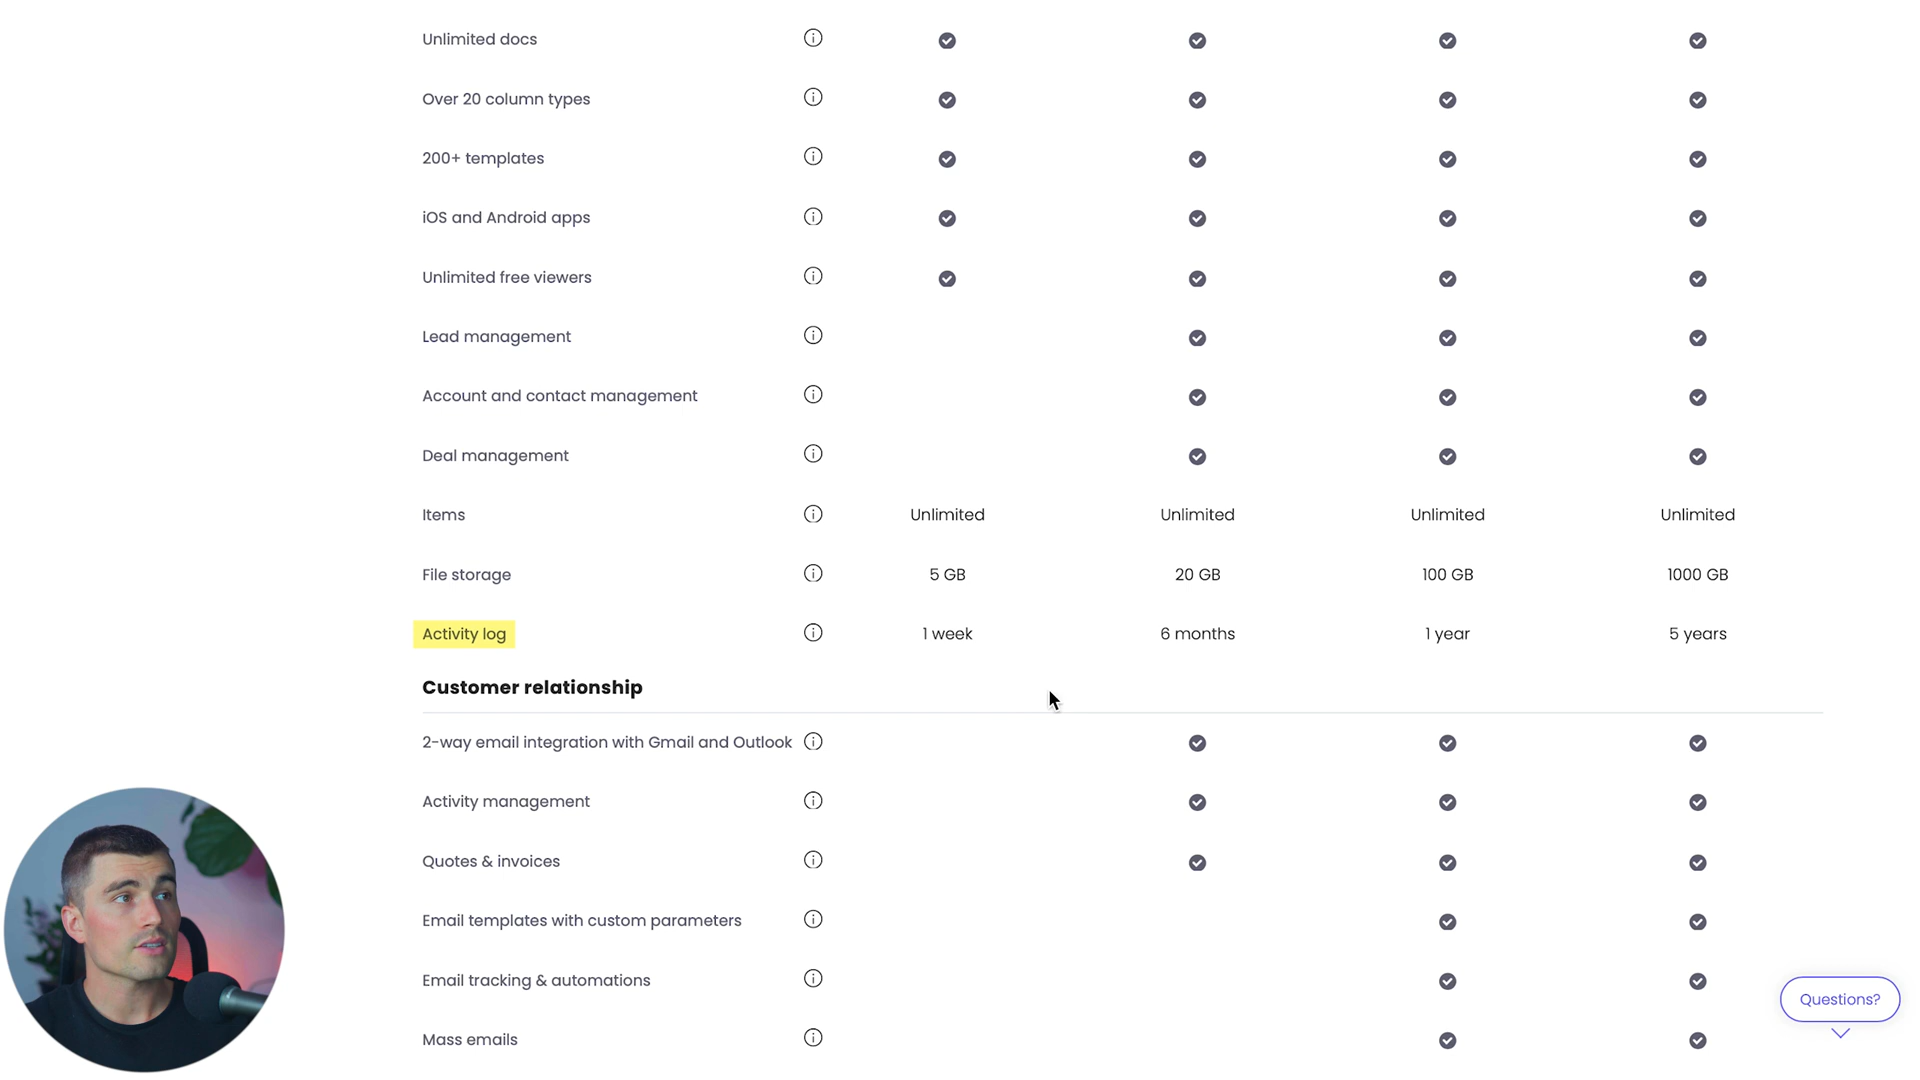 Unlimited docs
Over 20 column types
200+ templates
iOS and Android apps
Unlimited free viewers
Lead management
Account and contact management
Deal management
Items Unlimited Unlimited Unlimited Unlimited
File storage 5 GB 20 GB 100 GB 1000 GB
Activity log 1 week 6 months 1 year 5 years
Customer relationship
2-way email integration with Gmail and Outlook
Activity management
Quotes & invoices
Email templates with custom parameters
Email tracking & automations
Questions?
Mass emails